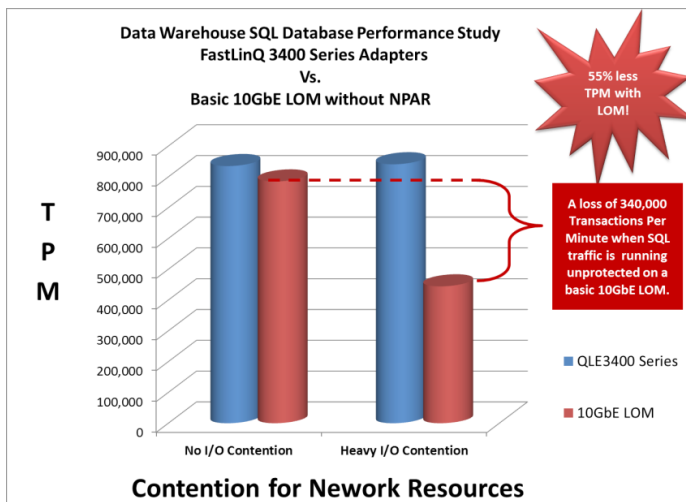 Data Warehouse SQL Database Performance Study
FastLinQ 3400 Series Adapters
Vs.
Basic 10GbE LOM without NPAR
55% less
TPM with
LOM!
T
P
M
900,000
800,000
700,000
600,000
500,000
400,000
300,000
200,000
100,000
0
A loss of 340,000
Transactions Per
Minute when SQL
traffic is running
unprotected on a
basic 10GbE LOM.
QLE3400 Series
10GbE LOM
No I/O Contention
Heavy I/O Contention
Contention for Nework Resources